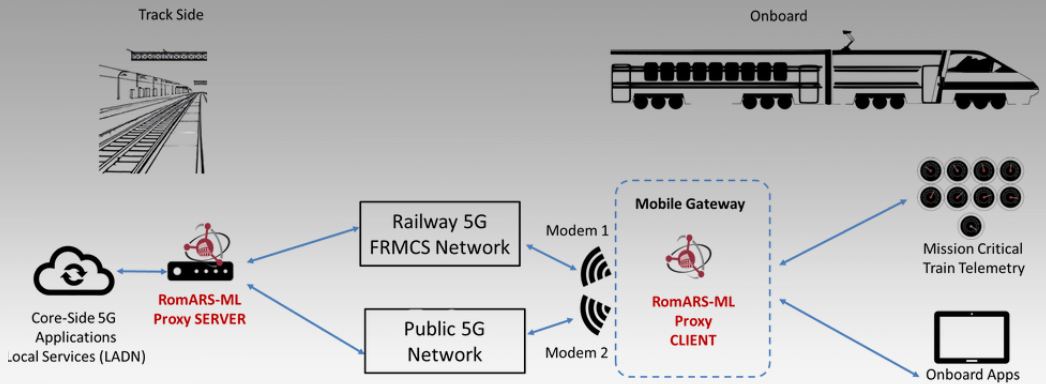 Track Side
Onboard
Railway 5G
FRMCS Network
Mobile Gateway
Modem 1
Mission Critical
Train Telemetry
RomARS-ML
Proxy SERVER
RomARS-ML
Proxy
CLIENT
Core-Side 5G
Applications
Local Services (LADN)
Public 5G
Network
Modem 2
Onboard Apps